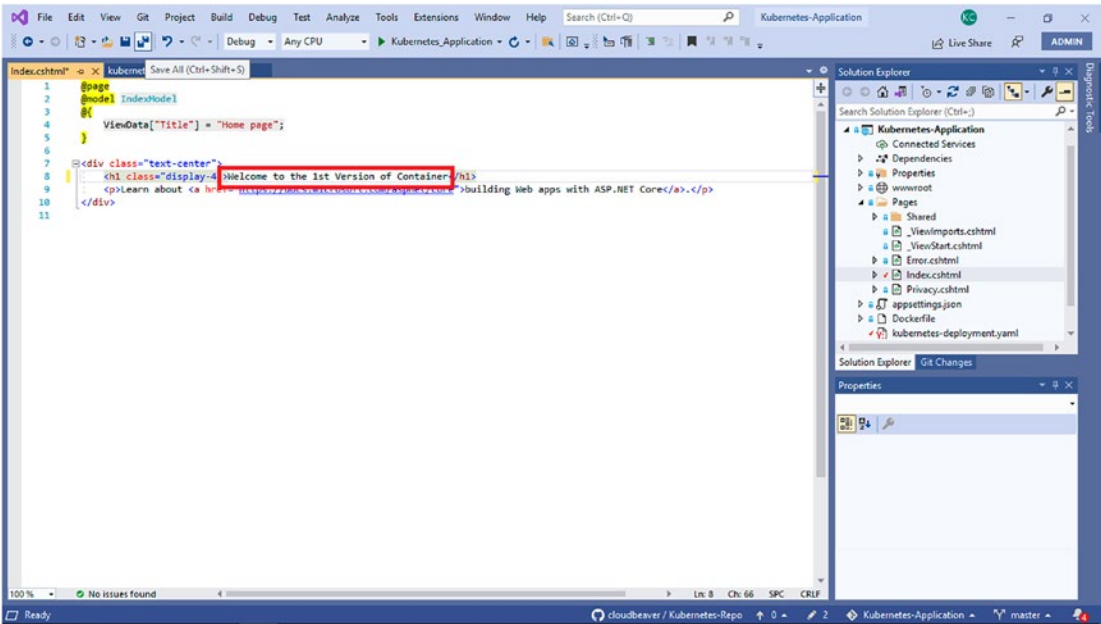 File Edit View Git Project Build Debug Test Analyze Tools Extensions Window Help Search (Ctrl+Q) Kubernetes-Application KC
Debug Any CPU Kubernetes_Application Live Share ADMIN
Index.cshtml* kubernet Save All (Ctrl+Shift+S)
1 @page
2 @model IndexModel
3 @{
4 ViewData["Title"] = "Home page";
5 }
6
7 <div class="text-center">
8 <h1 class="display-4">Welcome to the 1st Version of Container</h1>
9 <p>Learn about <a href="https://docs.microsoft.com/aspnet/core">building Web apps with ASP.NET Core</a>.</p>
10 </div>
11
100 % No issues found Ln: 8 Ch: 66 SPC CRLF
Solution Explorer
Search Solution Explorer (Ctrl+;)
Kubernetes-Application
Connected Services
Dependencies
Properties
wwwroot
Pages
Shared
_ViewImports.cshtml
_ViewStart.cshtml
Error.cshtml
Index.cshtml
Privacy.cshtml
appsettings.json
Dockerfile
kubernetes-deployment.yaml
Solution Explorer Git Changes
Properties
Diagnostic Tools
Ready cloudbeaver / Kubernetes-Repo 0 2 Kubernetes-Application master 4